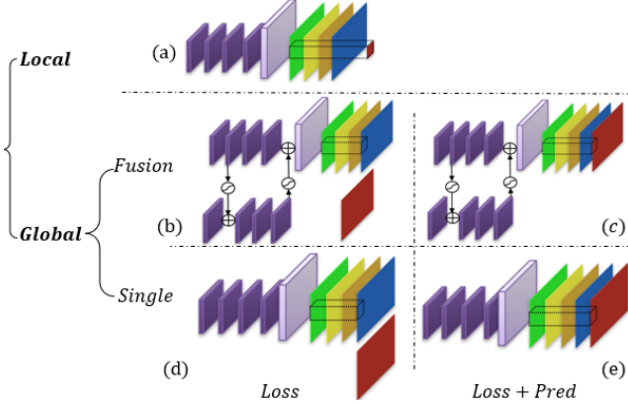 (a)
Local
Fusion
(b)
(c)
Global
Single
(d)
(e)
Loss
Loss + Pred